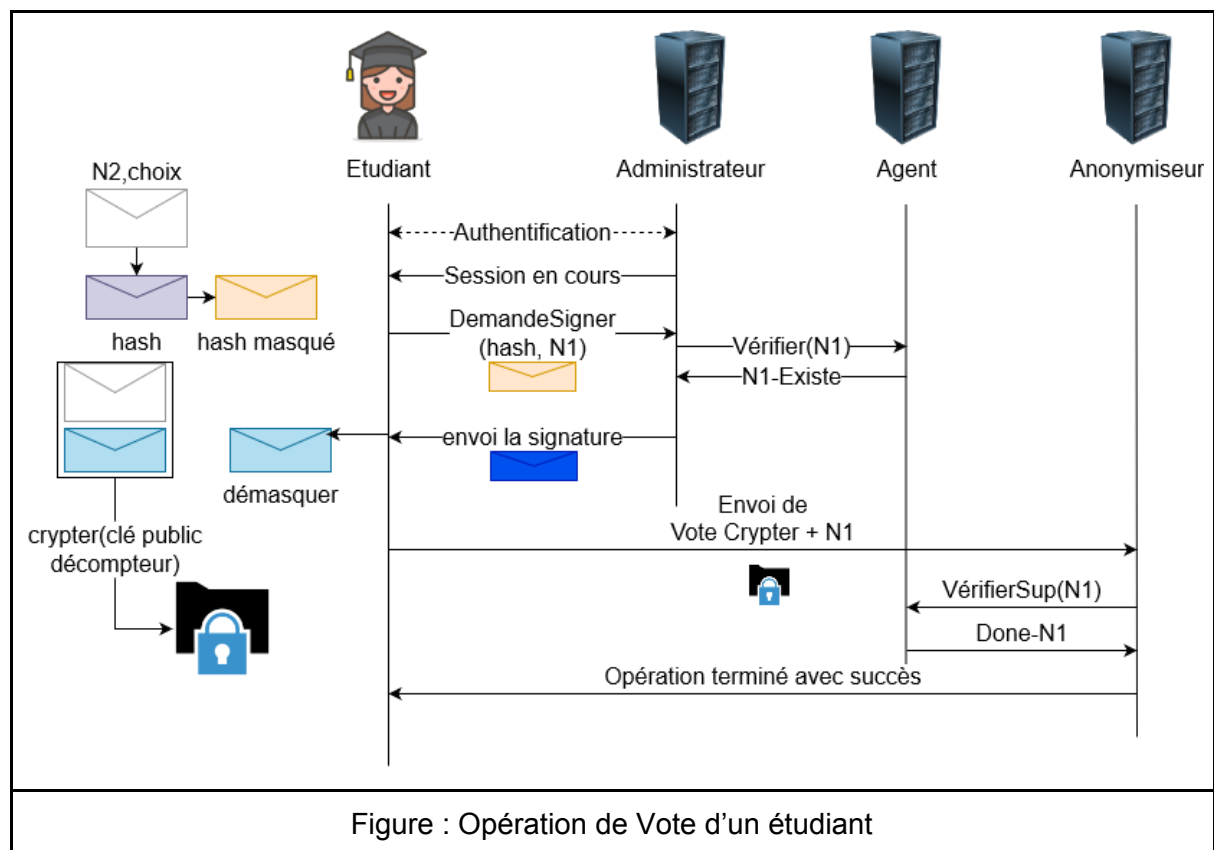 Etudiant
Administrateur
Agent
Anonymiseur
N2,choix
hash
hash masqué
Authentification
Session en cours
DemandeSigner
(hash, N1)
Vérifier(N1)
N1-Existe
envoi la signature
démasquer
crypter(clé public
décompteur)
Envoi de
Vote Crypter + N1
VérifierSup(N1)
Done-N1
Opération terminé avec succès
Figure : Opération de Vote d'un étudiant